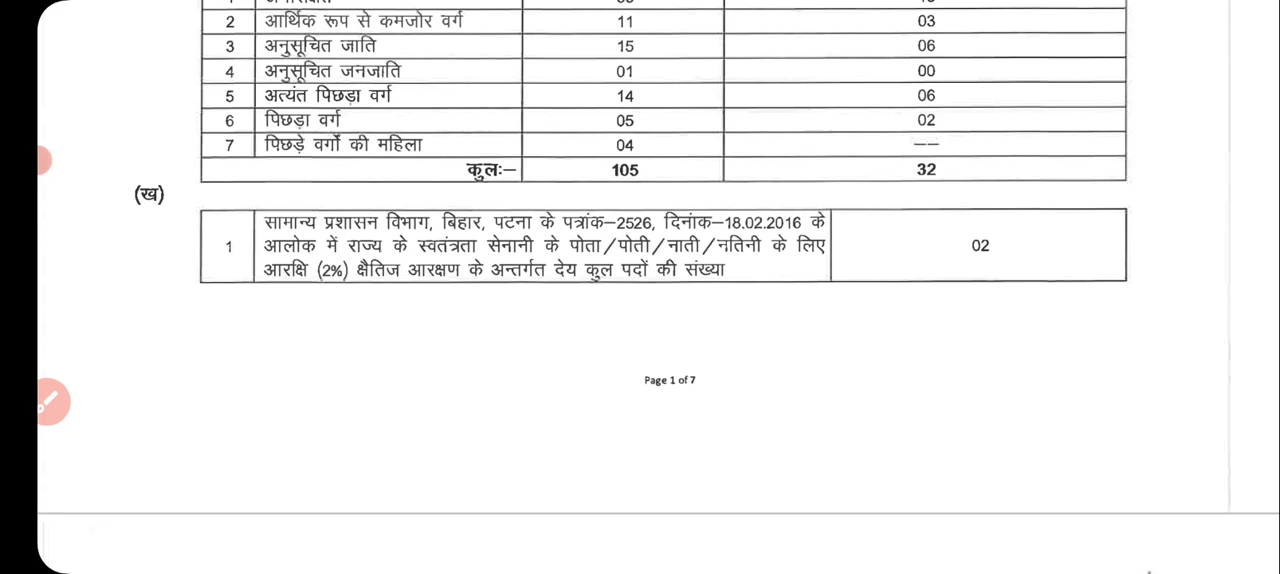 2 आर्थिक रूप से कमजोर वर्ग 11 03
3 अनुसूचित जाति 15 06
4 अनुसूचित जनजाति 01 00
5 अत्यंत पिछड़ा वर्ग 14 06
6 पिछड़ा वर्ग 05 02
7 पिछड़े वर्गों की महिला 04 ——
कुलः— 105 32
(ख)
सामान्य प्रशासन विभाग, बिहार, पटना के पत्रांक—2526, दिनांक—18.02.2016 के
1 आलोक में राज्य के स्वतंत्रता सेनानी के पोता/पोती/नाती/नतिनी के लिए 02
आरक्षि (2%) क्षैतिज आरक्षण के अन्तर्गत देय कुल पदों की संख्या
Page 1 of 7